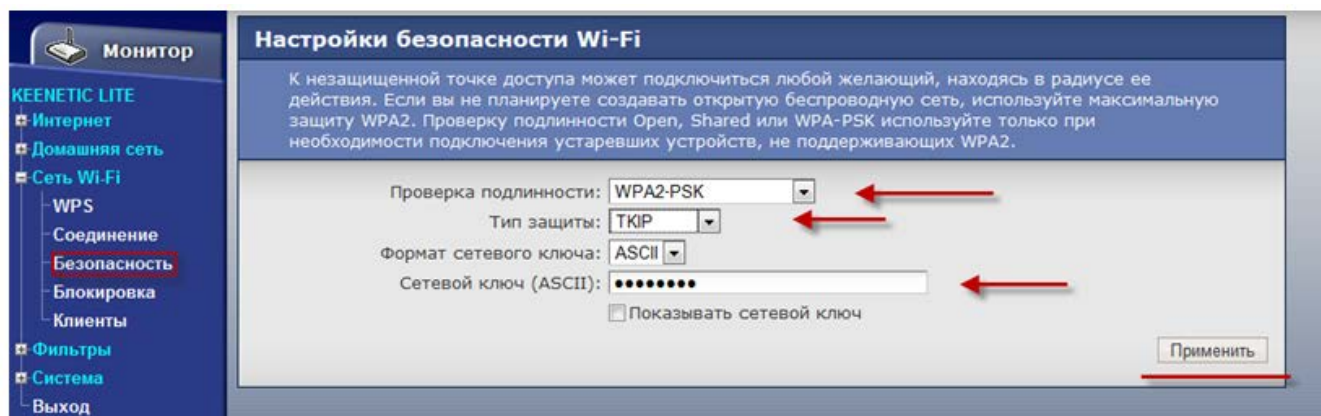 Монитор
KEENETIC LITE
Интернет
Домашняя сеть
Сеть Wi-Fi
WPS
Соединение
Безопасность
Блокировка
Клиенты
Фильтры
Система
Выход
Настройки безопасности Wi-Fi
К незащищенной точке доступа может подключиться любой желающий, находясь в радиусе ее
действия. Если вы не планируете создавать открытую беспроводную сеть, используйте максимальную
защиту WPA2. Проверку подлинности Open, Shared или WPA-PSK используйте только при
необходимости подключения устаревших устройств, не поддерживающих WPA2.
Проверка подлинности: WPA2-PSK
Тип защиты: TKIP
Формат сетевого ключа: ASCII
Сетевой ключ (ASCII): ••••••••
Показывать сетевой ключ
Применить